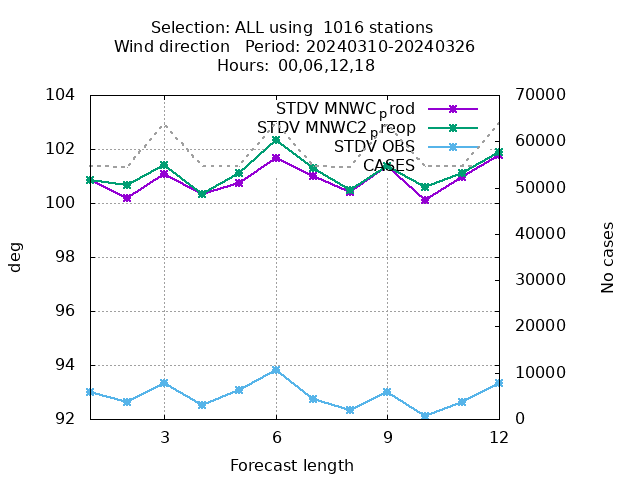 Selection: ALL using  1016 stations
Wind direction   Period: 20240310-20240326
Hours:  00,06,12,18
104
102
100
98
96
94
92
70000
60000
50000
40000
30000
20000
10000
0
STDV MNWC_prod
STDV MNWC2_preop
STDV OBS
CASES
deg
No cases
3
6
9
12
Forecast length